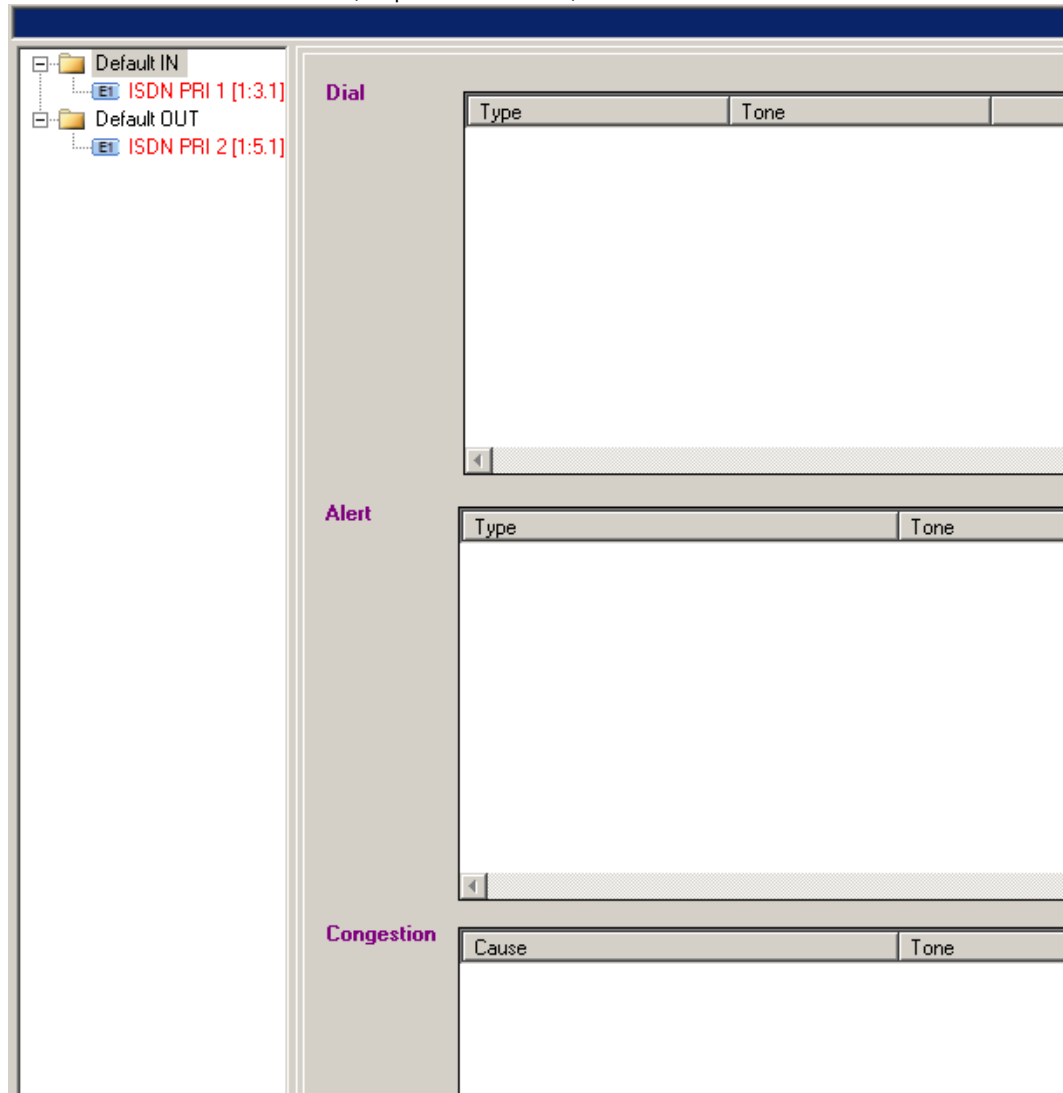 Default IN
E1 ISDN PRI 1 [1:3.1]
Default OUT
E1 ISDN PRI 2 [1:5.1]
Dial
Type Tone
Alert
Type Tone
Congestion
Cause Tone